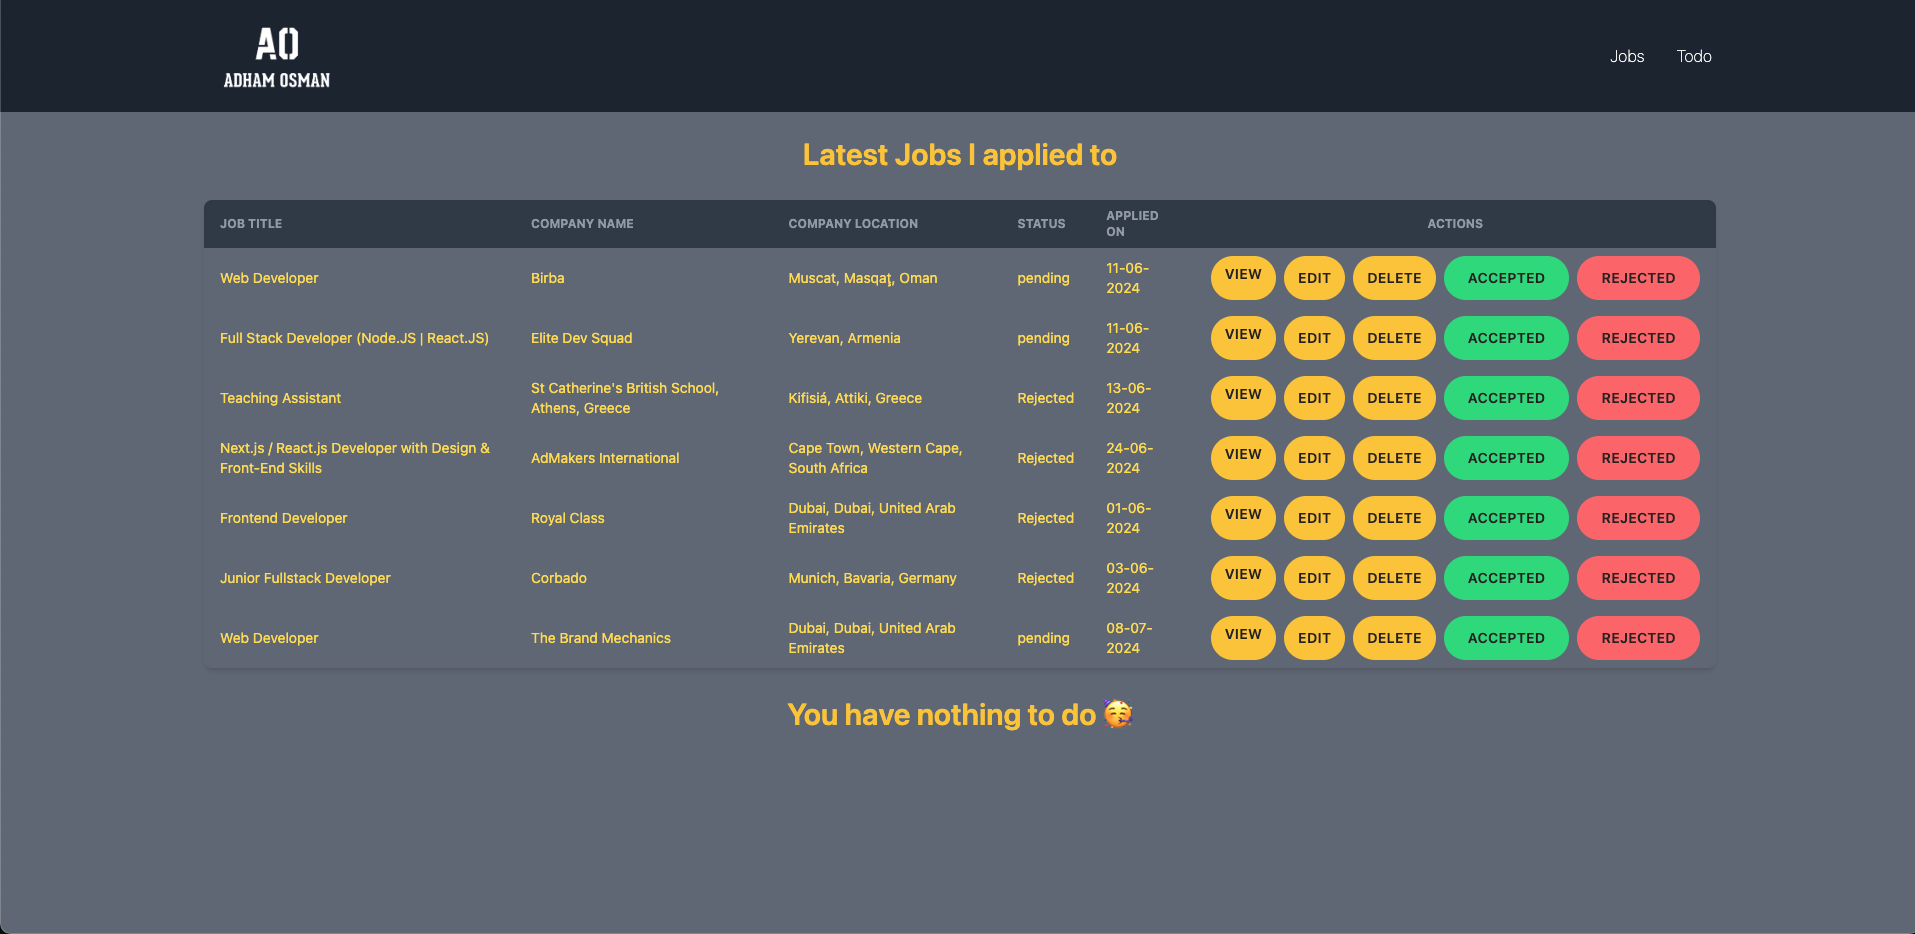 AO
ADHAM OSMAN
Jobs Todo
Latest Jobs I applied to
JOB TITLE COMPANY NAME COMPANY LOCATION STATUS APPLIED ON ACTIONS
Web Developer Birba Muscat, Masqaţ, Oman pending 11-06-2024 VIEW EDIT DELETE ACCEPTED REJECTED
Full Stack Developer (Node.JS | React.JS) Elite Dev Squad Yerevan, Armenia pending 11-06-2024 VIEW EDIT DELETE ACCEPTED REJECTED
Teaching Assistant St Catherine's British School, Athens, Greece Kifisiá, Attiki, Greece Rejected 13-06-2024 VIEW EDIT DELETE ACCEPTED REJECTED
Next.js / React.js Developer with Design & Front-End Skills AdMakers International Cape Town, Western Cape, South Africa Rejected 24-06-2024 VIEW EDIT DELETE ACCEPTED REJECTED
Frontend Developer Royal Class Dubai, Dubai, United Arab Emirates Rejected 01-06-2024 VIEW EDIT DELETE ACCEPTED REJECTED
Junior Fullstack Developer Corbado Munich, Bavaria, Germany Rejected 03-06-2024 VIEW EDIT DELETE ACCEPTED REJECTED
Web Developer The Brand Mechanics Dubai, Dubai, United Arab Emirates pending 08-07-2024 VIEW EDIT DELETE ACCEPTED REJECTED
You have nothing to do 🥳